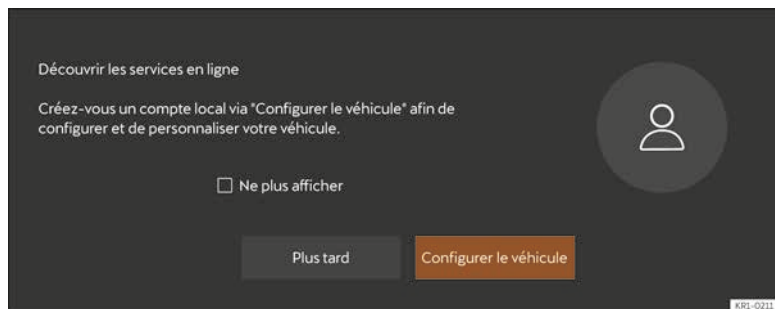 Découvrir les services en ligne
Créez-vous un compte local via "Configurer le véhicule" afin de
configurer et de personnaliser votre véhicule.
Ne plus afficher
Plus tard
Configurer le véhicule
KR1-0211